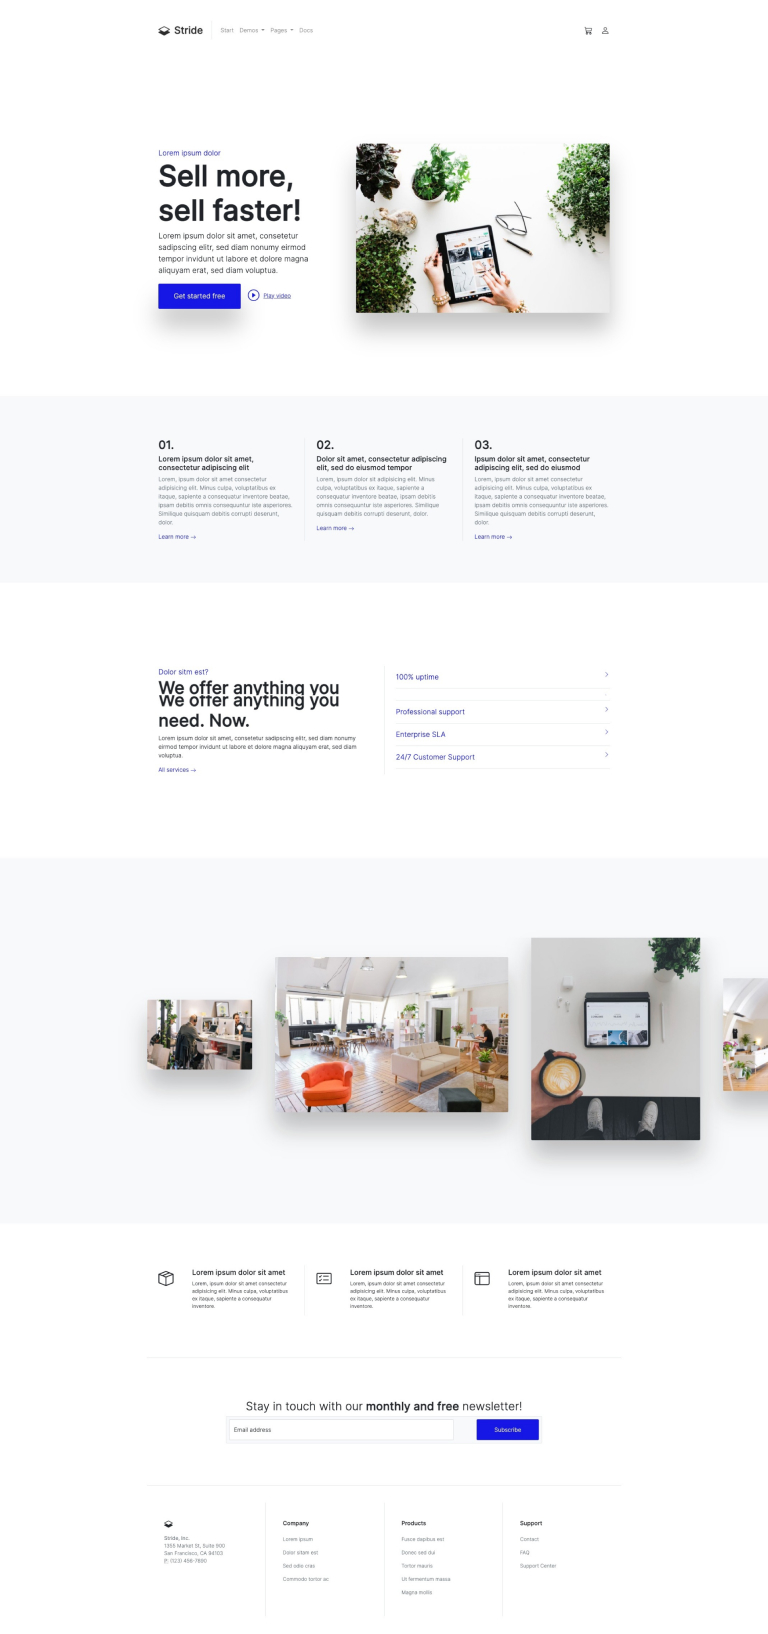 Stride
Start Demos Pages Docs
Lorem ipsum dolor
Sell more,
sell faster!
Lorem ipsum dolor sit amet, consetetur
sadipscing elitr, sed diam nonumy eirmod
tempor invidunt ut labore et dolore magna
aliquyam erat, sed diam voluptua.
Get started free
Play video
01.
Lorem ipsum dolor sit amet,
consectetur adipiscing elit
Lorem, ipsum dolor sit amet consectetur
adipisicing elit. Minus culpa, voluptatibus ex
itaque, sapiente a consequatur inventore beatae,
ipsam debitis omnis consequuntur iste asperiores.
Similique quisquam debitis corrupti deserunt,
dolor.
Learn more →
02.
Dolor sit amet, consectetur adipiscing
elit, sed do eiusmod tempor
Lorem, ipsum dolor sit adipisicing elit. Minus
culpa, voluptatibus ex itaque, sapiente a
consequatur inventore beatae, ipsam debitis
omnis consequuntur iste asperiores. Similique
quisquam debitis corrupti deserunt, dolor.
Learn more →
03.
Ipsum dolor sit amet, consectetur
adipiscing elit, sed do eiusmod
Lorem, ipsum dolor sit amet consectetur
adipisicing elit. Minus culpa, voluptatibus ex
itaque, sapiente a consequatur inventore beatae,
ipsam debitis omnis consequuntur iste asperiores.
Similique quisquam debitis corrupti deserunt,
dolor.
Learn more →
Dolor sitm est?
We offer anything you
We offer anything you
need. Now.
Lorem ipsum dolor sit amet, consetetur sadipscing elitr, sed diam nonumy
eirmod tempor invidunt ut labore et dolore magna aliquyam erat, sed diam
voluptua.
All services →
100% uptime
Professional support
Enterprise SLA
24/7 Customer Support
Lorem ipsum dolor sit amet
Lorem, ipsum dolor sit amet consectetur
adipisicing elit. Minus culpa, voluptatibus
ex itaque, sapiente a consequatur
inventore.
Lorem ipsum dolor sit amet
Lorem, ipsum dolor sit amet consectetur
adipisicing elit. Minus culpa, voluptatibus
ex itaque, sapiente a consequatur
inventore.
Lorem ipsum dolor sit amet
Lorem, ipsum dolor sit amet consectetur
adipisicing elit. Minus culpa, voluptatibus
ex itaque, sapiente a consequatur
inventore.
Stay in touch with our monthly and free newsletter!
Email address
Subscribe
Stride, Inc.
1355 Market St, Suite 900
San Francisco, CA 94103
P: (123) 456-7890
Company
Lorem ipsum
Dolor sitam est
Sed odio cras
Commodo tortor ac
Products
Fusce dapibus est
Donec sed dui
Tortor mauris
Ut fermentum massa
Magna mollis
Support
Contact
FAQ
Support Center